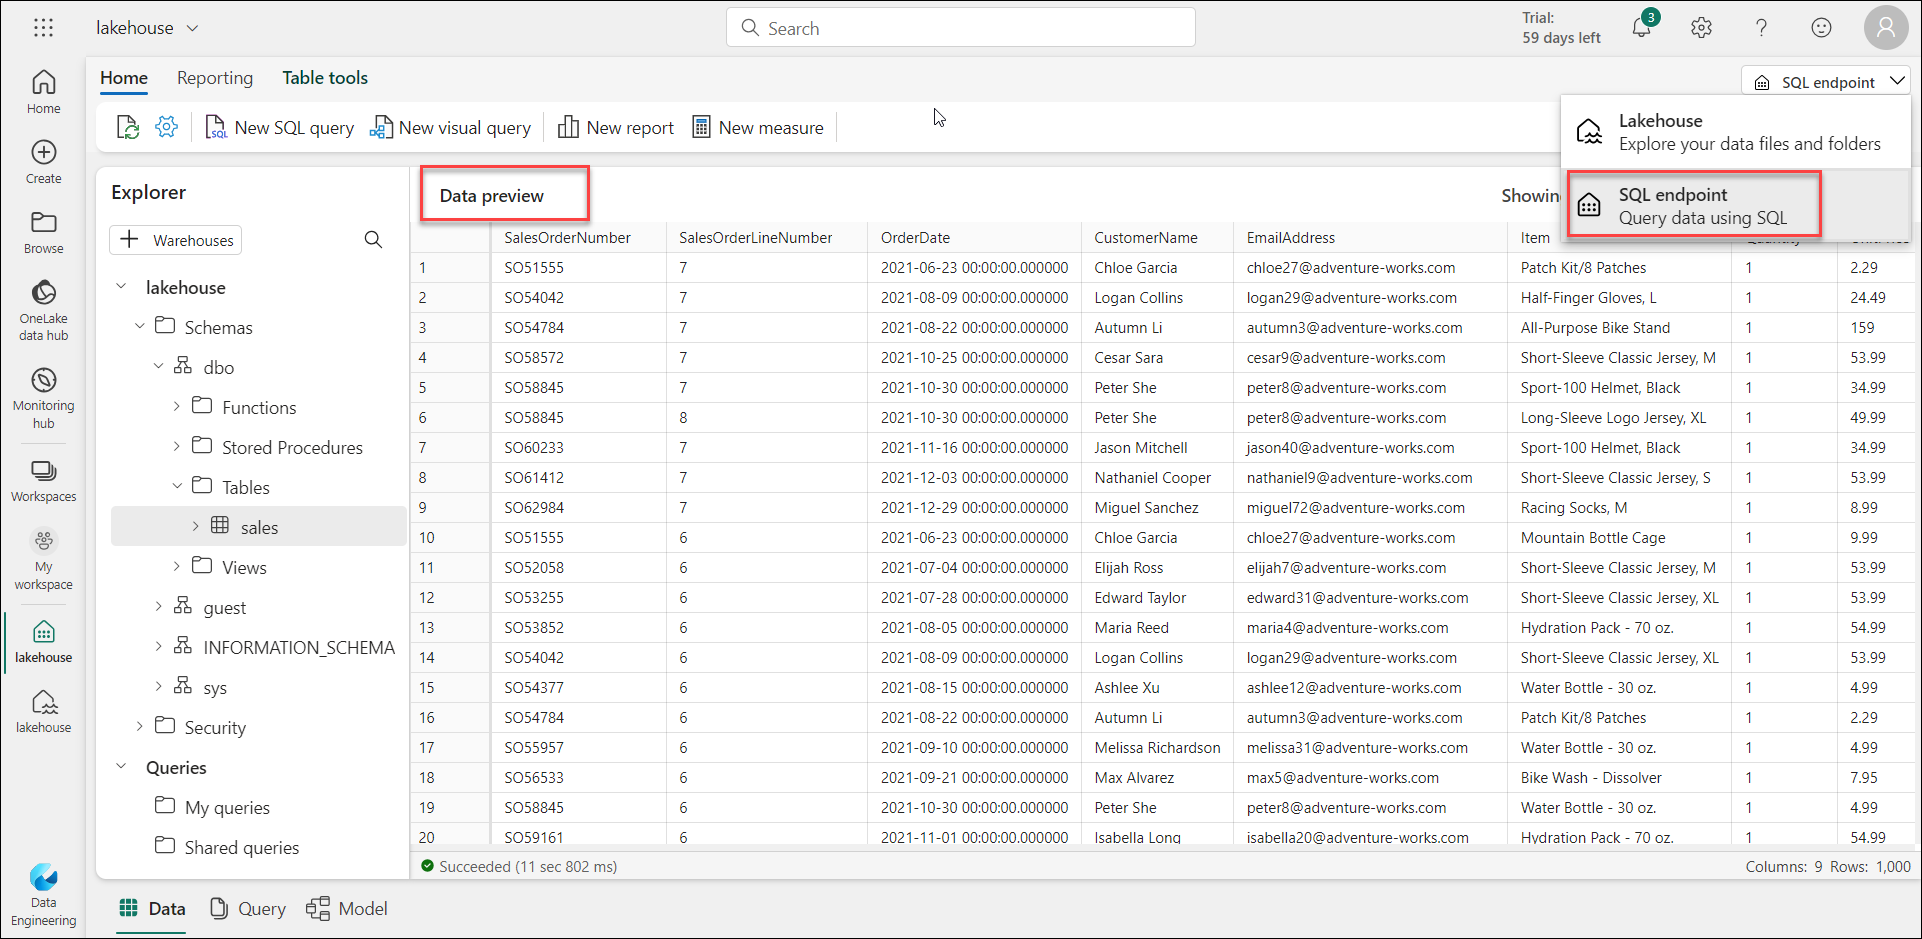 lakehouse
Search
Trial:
59 days left
3
Home
Reporting
Table tools
SQL endpoint
New SQL query
New visual query
New report
New measure
Lakehouse
Explore your data files and folders
SQL endpoint
Query data using SQL
Home
Create
Browse
OneLake
data hub
Monitoring
hub
Workspaces
My
workspace
lakehouse
lakehouse
Data
Engineering
Explorer
Warehouses
lakehouse
Schemas
dbo
Functions
Stored Procedures
Tables
sales
Views
guest
INFORMATION_SCHEMA
sys
Security
Queries
My queries
Shared queries
Data preview
SalesOrderNumber SalesOrderLineNumber OrderDate CustomerName EmailAddress Item
1 SO51555 7 2021-06-23 00:00:00.000000 Chloe Garcia chloe27@adventure-works.com Patch Kit/8 Patches 1 2.29
2 SO54042 7 2021-08-09 00:00:00.000000 Logan Collins logan29@adventure-works.com Half-Finger Gloves, L 1 24.49
3 SO54784 7 2021-08-22 00:00:00.000000 Autumn Li autumn3@adventure-works.com All-Purpose Bike Stand 1 159
4 SO58572 7 2021-10-25 00:00:00.000000 Cesar Sara cesar9@adventure-works.com Short-Sleeve Classic Jersey, M 1 53.99
5 SO58845 7 2021-10-30 00:00:00.000000 Peter She peter8@adventure-works.com Sport-100 Helmet, Black 1 34.99
6 SO58845 8 2021-10-30 00:00:00.000000 Peter She peter8@adventure-works.com Long-Sleeve Logo Jersey, XL 1 49.99
7 SO60233 7 2021-11-16 00:00:00.000000 Jason Mitchell jason40@adventure-works.com Sport-100 Helmet, Black 1 34.99
8 SO61412 7 2021-12-03 00:00:00.000000 Nathaniel Cooper nathaniel9@adventure-works.com Short-Sleeve Classic Jersey, S 1 53.99
9 SO62984 7 2021-12-29 00:00:00.000000 Miguel Sanchez miguel72@adventure-works.com Racing Socks, M 1 8.99
10 SO51555 6 2021-06-23 00:00:00.000000 Chloe Garcia chloe27@adventure-works.com Mountain Bottle Cage 1 9.99
11 SO52058 6 2021-07-04 00:00:00.000000 Elijah Ross elijah7@adventure-works.com Short-Sleeve Classic Jersey, M 1 53.99
12 SO53255 6 2021-07-28 00:00:00.000000 Edward Taylor edward31@adventure-works.com Short-Sleeve Classic Jersey, XL 1 53.99
13 SO53852 6 2021-08-05 00:00:00.000000 Maria Reed maria4@adventure-works.com Hydration Pack - 70 oz. 1 54.99
14 SO54042 6 2021-08-09 00:00:00.000000 Logan Collins logan29@adventure-works.com Short-Sleeve Classic Jersey, XL 1 53.99
15 SO54377 6 2021-08-15 00:00:00.000000 Ashlee Xu ashlee12@adventure-works.com Water Bottle - 30 oz. 1 4.99
16 SO54784 6 2021-08-22 00:00:00.000000 Autumn Li autumn3@adventure-works.com Patch Kit/8 Patches 1 2.29
17 SO55957 6 2021-09-10 00:00:00.000000 Melissa Richardson melissa31@adventure-works.com Water Bottle - 30 oz. 1 4.99
18 SO56533 6 2021-09-21 00:00:00.000000 Max Alvarez max5@adventure-works.com Bike Wash - Dissolver 1 7.95
19 SO58845 6 2021-10-30 00:00:00.000000 Peter She peter8@adventure-works.com Water Bottle - 30 oz. 1 4.99
20 SO59161 6 2021-11-01 00:00:00.000000 Isabella Long isabella20@adventure-works.com Hydration Pack - 70 oz. 1 54.99
Succeeded (11 sec 802 ms)
Columns: 9 Rows: 1,000
Data
Query
Model